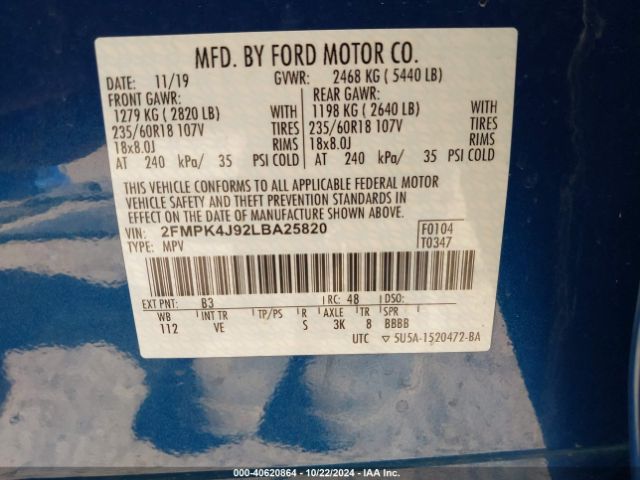 MFD. BY FORD MOTOR CO.
DATE: 11/19 GVWR: 2468 KG ( 5440 LB)
FRONT GAWR: REAR GAWR:
1279 KG ( 2820 LB) WITH 1198 KG ( 2640 LB) WITH
235/60R18 107V TIRES 235/60R18 107V TIRES
18x8.0J RIMS 18x8.0J RIMS
AT 240 kPa/ 35 PSI COLD AT 240 kPa/ 35 PSI COLD
THIS VEHICLE CONFORMS TO ALL APPLICABLE FEDERAL MOTOR
VEHICLE SAFETY AND THEFT PREVENTION STANDARDS IN
EFFECT ON THE DATE OF MANUFACTURE SHOWN ABOVE.
VIN: 2FMPK4J92LBA25820 F0104
TYPE: MPV T0347
EXT PNT: B3 RC: 48 DSO:
WB INT TR TP/PS R AXLE TR SPR
112 VE S 3K 8 BBBB
UTC ▽ 5U5A-1520472-BA
000-40620864 - 10/22/2024 - IAA Inc.